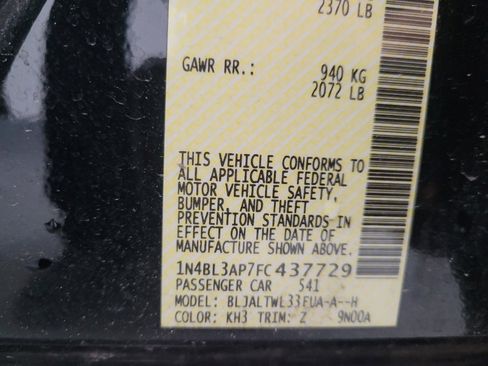 2370 LB
GAWR RR.: 940 KG
2072 LB
THIS VEHICLE CONFORMS TO
ALL APPLICABLE FEDERAL
MOTOR VEHICLE SAFETY,
BUMPER, AND THEFT
PREVENTION STANDARDS IN
EFFECT ON THE DATE OF
MANUFACTURE SHOWN ABOVE.
1N4BL3AP7FC437729
PASSENGER CAR 541
MODEL: BLJALTWL33FUA-A--H
COLOR: KH3 TRIM: Z 9N00A